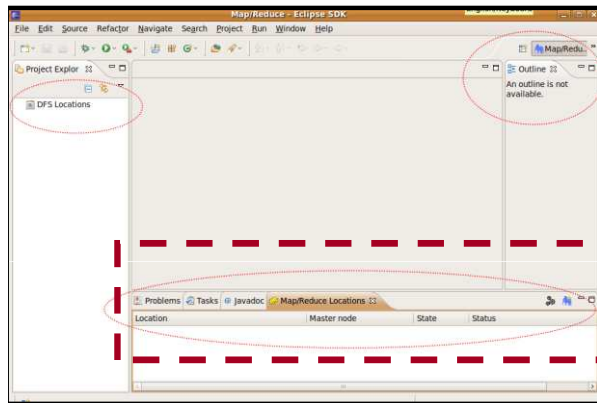 Map/Reduce - Eclipse SDK
File Edit Source Refactor Navigate Search Project Run Window Help
Map/Redu..
Project Explor
Outline
An outline is not
available.
DFS Locations
Problems Tasks Javadoc Map/Reduce Locations
Location Master node State Status